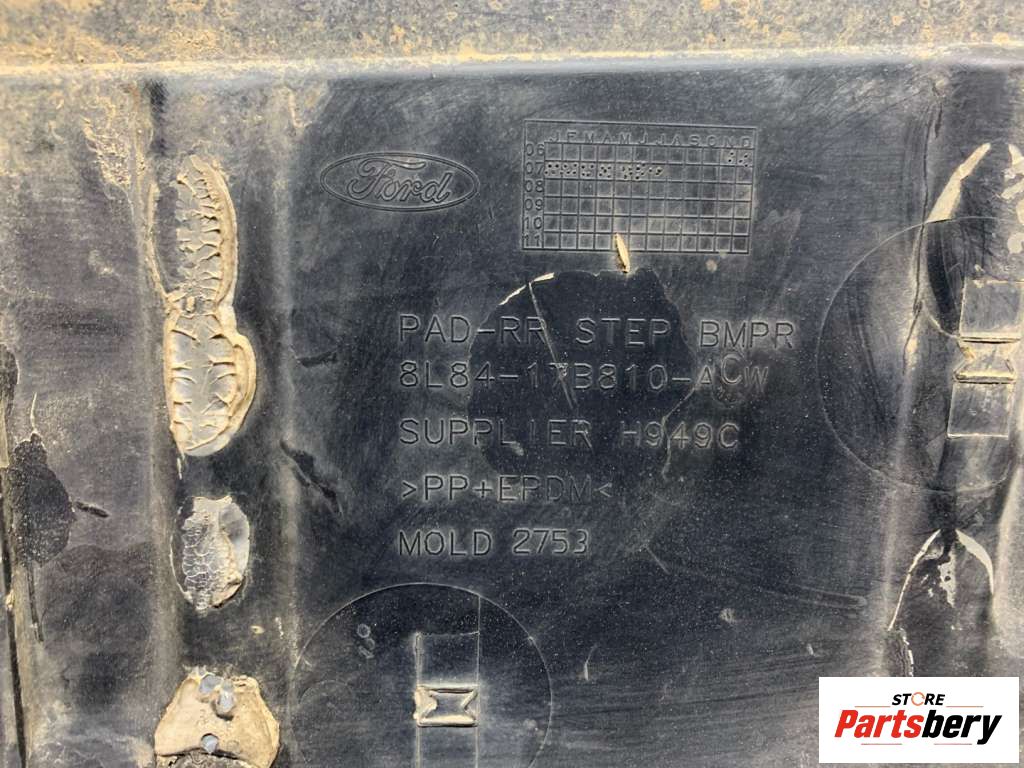 J F M A M J J A S O N D
06
07
08
09
10
11
Ford
PAD-RR STEP BMPR
8L84-17B810-ACW
SUPPLIER H949C
>PP+EPDM<
MOLD 2753
STORE
Partsbery